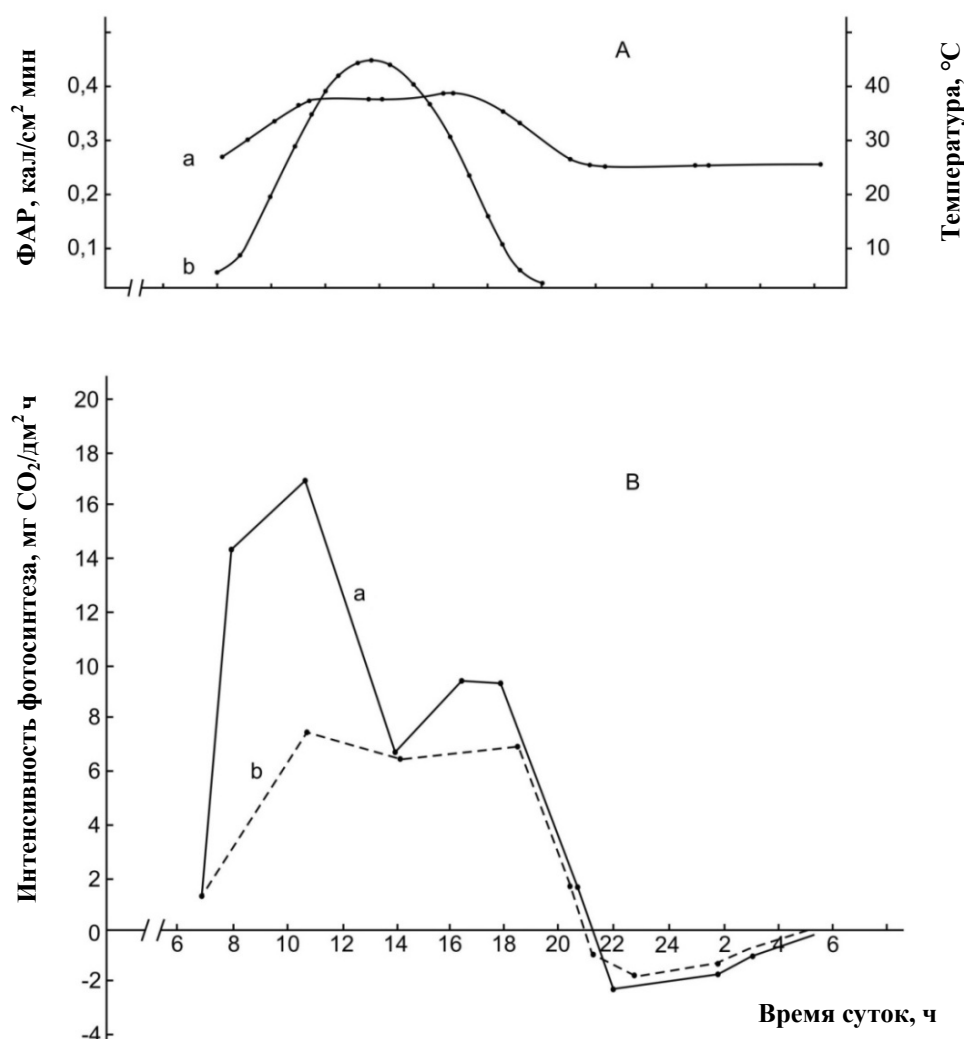 A
ФАР, кал/см² мин
0,4
0,3
0,2
0,1
Температура, °C
40
30
20
10
a
b
B
Интенсивность фотосинтеза, мг CO₂/дм² ч
20
18
16
14
12
10
8
6
4
2
0
-2
-4
a
b
6 8 10 12 14 16 18 20 22 24 2 4 6
Время суток, ч